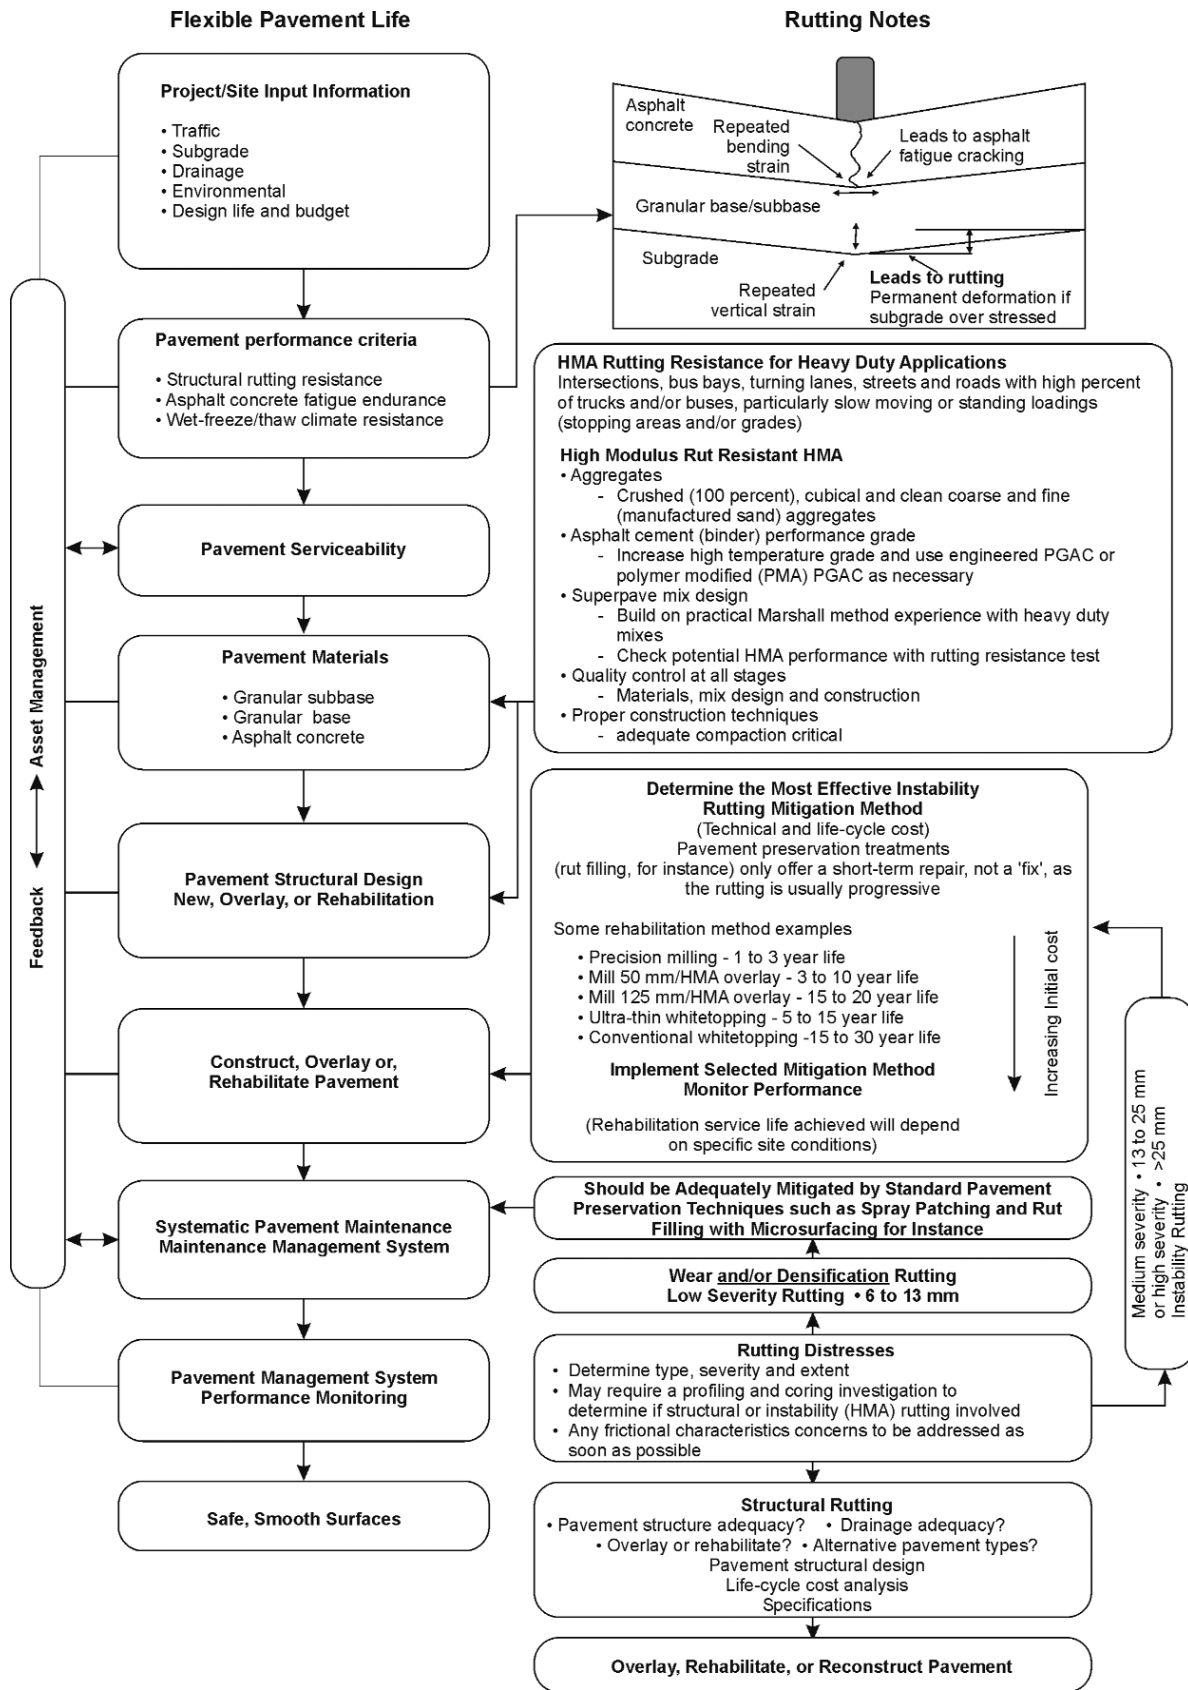 Flexible Pavement Life
Project/Site Input Information
• Traffic
• Subgrade
• Drainage
• Environmental
• Design life and budget
Pavement performance criteria
• Structural rutting resistance
• Asphalt concrete fatigue endurance
• Wet-freeze/thaw climate resistance
Pavement Serviceability
Pavement Materials
• Granular subbase
• Granular base
• Asphalt concrete
Pavement Structural Design
New, Overlay, or Rehabilitation
Construct, Overlay or,
Rehabilitate Pavement
Systematic Pavement Maintenance
Maintenance Management System
Pavement Management System
Performance Monitoring
Safe, Smooth Surfaces
Feedback
Asset Management
Rutting Notes
Asphalt
concrete
Repeated
bending
strain
Leads to asphalt
fatigue cracking
Granular base/subbase
Subgrade
Repeated
vertical strain
Leads to rutting
Permanent deformation if
subgrade over stressed
HMA Rutting Resistance for Heavy Duty Applications
Intersections, bus bays, turning lanes, streets and roads with high percent
of trucks and/or buses, particularly slow moving or standing loadings
(stopping areas and/or grades)
High Modulus Rut Resistant HMA
• Aggregates
- Crushed (100 percent), cubical and clean coarse and fine
(manufactured sand) aggregates
• Asphalt cement (binder) performance grade
- Increase high temperature grade and use engineered PGAC or
polymer modified (PMA) PGAC as necessary
• Superpave mix design
- Build on practical Marshall method experience with heavy duty
mixes
- Check potential HMA performance with rutting resistance test
• Quality control at all stages
- Materials, mix design and construction
• Proper construction techniques
- adequate compaction critical
Determine the Most Effective Instability
Rutting Mitigation Method
(Technical and life-cycle cost)
Pavement preservation treatments
(rut filling, for instance) only offer a short-term repair, not a 'fix', as
the rutting is usually progressive
Some rehabilitation method examples
• Precision milling - 1 to 3 year life
• Mill 50 mm/HMA overlay - 3 to 10 year life
• Mill 125 mm/HMA overlay - 15 to 20 year life
• Ultra-thin whitetopping - 5 to 15 year life
• Conventional whitetopping -15 to 30 year life
Increasing Initial cost
Implement Selected Mitigation Method
Monitor Performance
(Rehabilitation service life achieved will depend
on specific site conditions)
Medium severity • 13 to 25 mm
or high severity • >25 mm
Instability Rutting
Should be Adequately Mitigated by Standard Pavement
Preservation Techniques such as Spray Patching and Rut
Filling with Microsurfacing for Instance
Wear and/or Densification Rutting
Low Severity Rutting • 6 to 13 mm
Rutting Distresses
• Determine type, severity and extent
• May require a profiling and coring investigation to
determine if structural or instability (HMA) rutting involved
• Any frictional characteristics concerns to be addressed as
soon as possible
Structural Rutting
• Pavement structure adequacy? • Drainage adequacy?
• Overlay or rehabilitate? • Alternative pavement types?
Pavement structural design
Life-cycle cost analysis
Specifications
Overlay, Rehabilitate, or Reconstruct Pavement